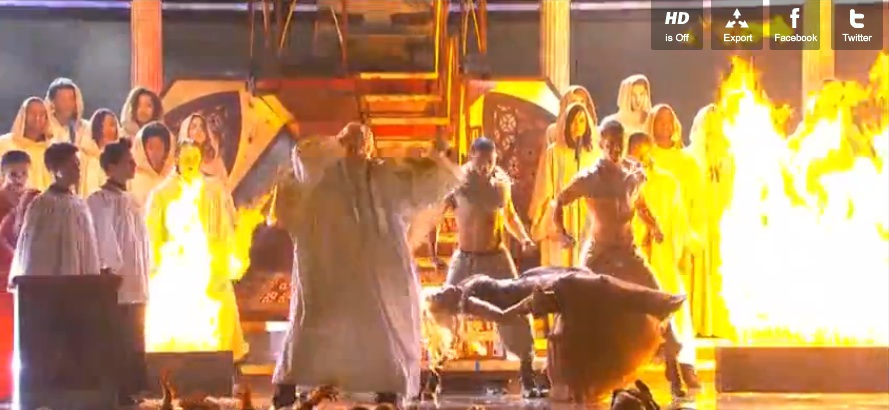 HD
is Off
Export
Facebook
Twitter